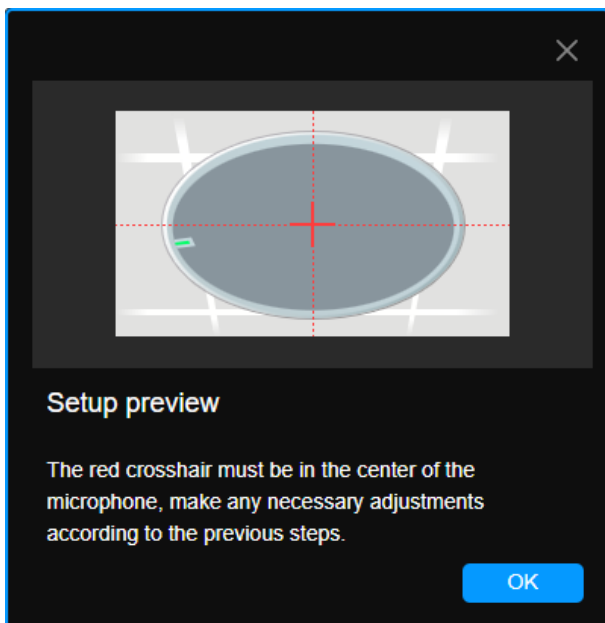 Setup preview
The red crosshair must be in the center of the
microphone, make any necessary adjustments
according to the previous steps.
OK